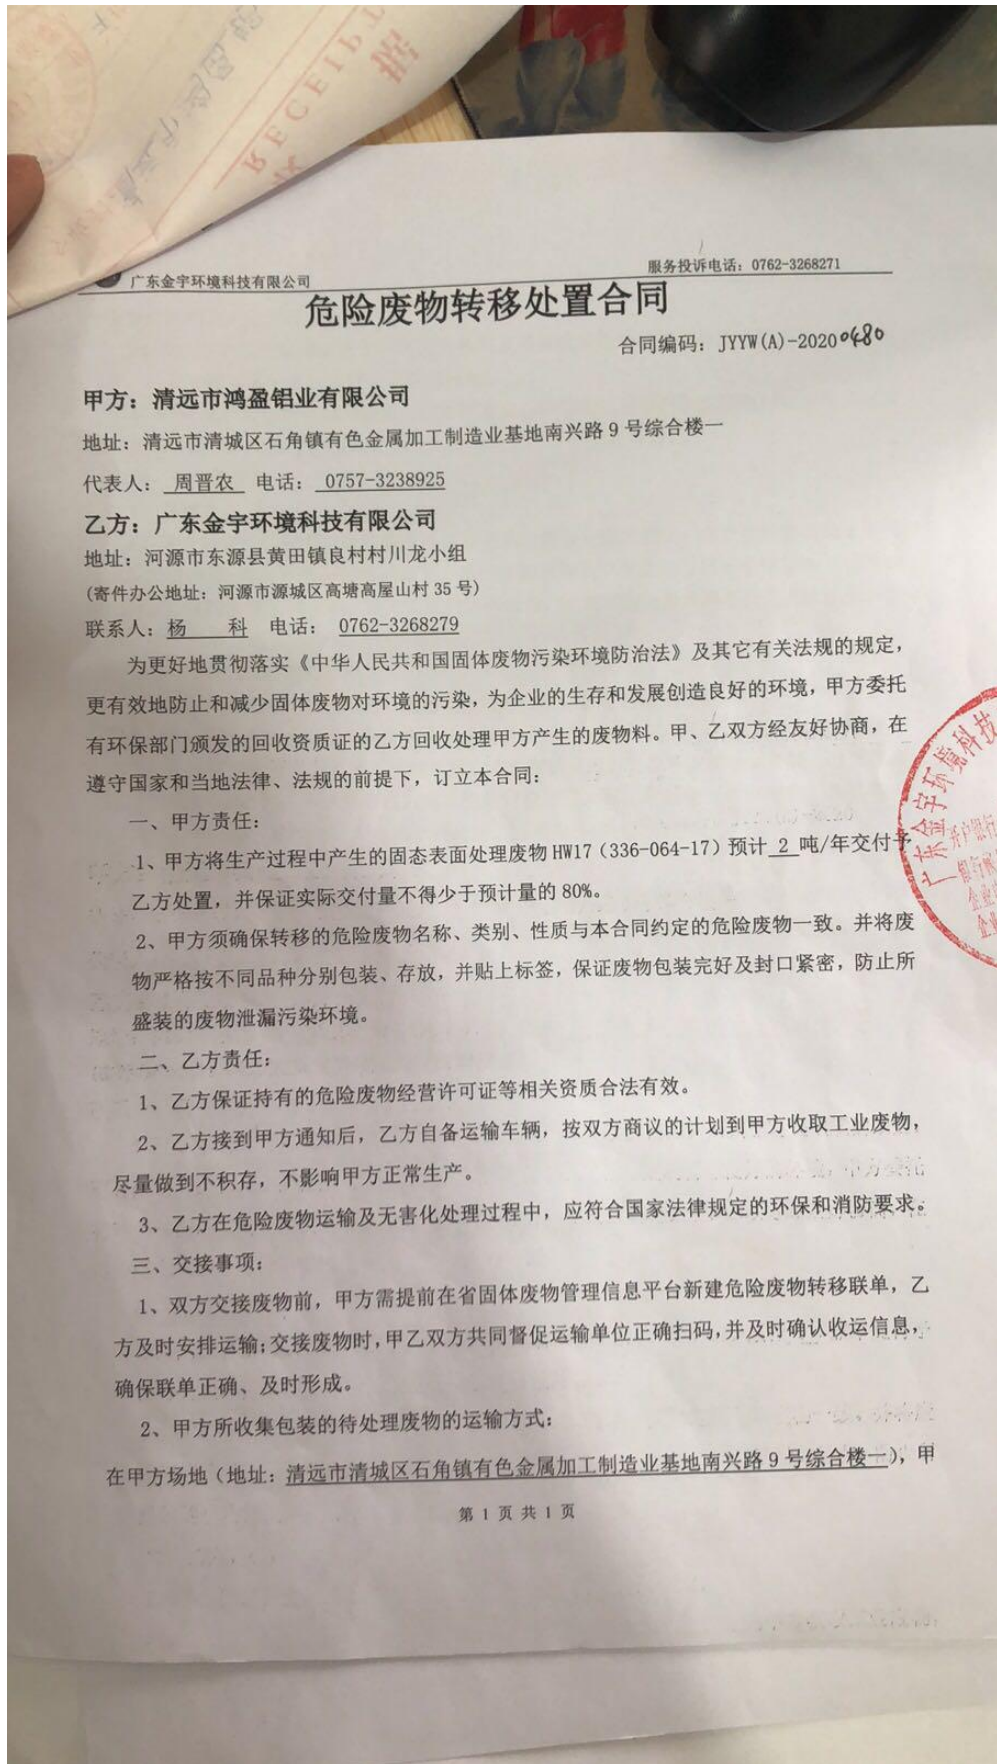 RECEIPT
广东金宇环境科技有限公司
服务投诉电话：0762-3268271
危险废物转移处置合同
合同编码：JYYW(A)-20200480
甲方：清远市鸿盈铝业有限公司
地址：清远市清城区石角镇有色金属加工制造业基地南兴路9号综合楼一
代表人：周晋农 电话：0757-3238925
乙方：广东金宇环境科技有限公司
地址：河源市东源县黄田镇良村村川龙小组
(寄件办公地址：河源市源城区高塘高屋山村35号)
联系人：杨 科 电话：0762-3268279
为更好地贯彻落实《中华人民共和国固体废物污染环境防治法》及其它有关法规的规定，
更有效地防止和减少固体废物对环境的污染，为企业的生存和发展创造良好的环境，甲方委托
有环保部门颁发的回收资质证的乙方回收处理甲方产生的废物料。甲、乙双方经友好协商，在
遵守国家和当地法律、法规的前提下，订立本合同：
一、甲方责任：
1、甲方将生产过程中产生的固态表面处理废物HW17（336-064-17）预计 2 吨/年交付予
乙方处置，并保证实际交付量不得少于预计量的80%。
2、甲方须确保转移的危险废物名称、类别、性质与本合同约定的危险废物一致。并将废
物严格按不同品种分别包装、存放，并贴上标签，保证废物包装完好及封口紧密，防止所
盛装的废物泄漏污染环境。
二、乙方责任：
1、乙方保证持有的危险废物经营许可证等相关资质合法有效。
2、乙方接到甲方通知后，乙方自备运输车辆，按双方商议的计划到甲方收取工业废物，
尽量做到不积存，不影响甲方正常生产。
3、乙方在危险废物运输及无害化处理过程中，应符合国家法律规定的环保和消防要求。
三、交接事项：
1、双方交接废物前，甲方需提前在省固体废物管理信息平台新建危险废物转移联单，乙
方及时安排运输；交接废物时，甲乙双方共同督促运输单位正确扫码，并及时确认收运信息，
确保联单正确、及时形成。
2、甲方所收集包装的待处理废物的运输方式：
在甲方场地（地址：清远市清城区石角镇有色金属加工制造业基地南兴路9号综合楼一），甲
第 1 页 共 1 页
广东金宇环境科技
开户银行